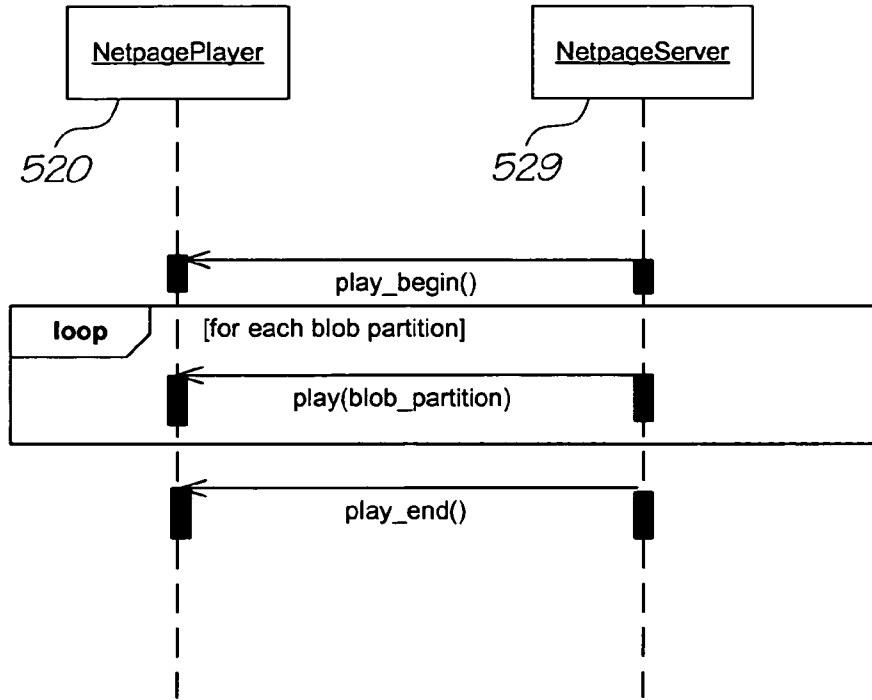 NetpagePlayer
NetpageServer
520
529
play_begin()
loop
[for each blob partition]
play(blob_partition)
play_end()